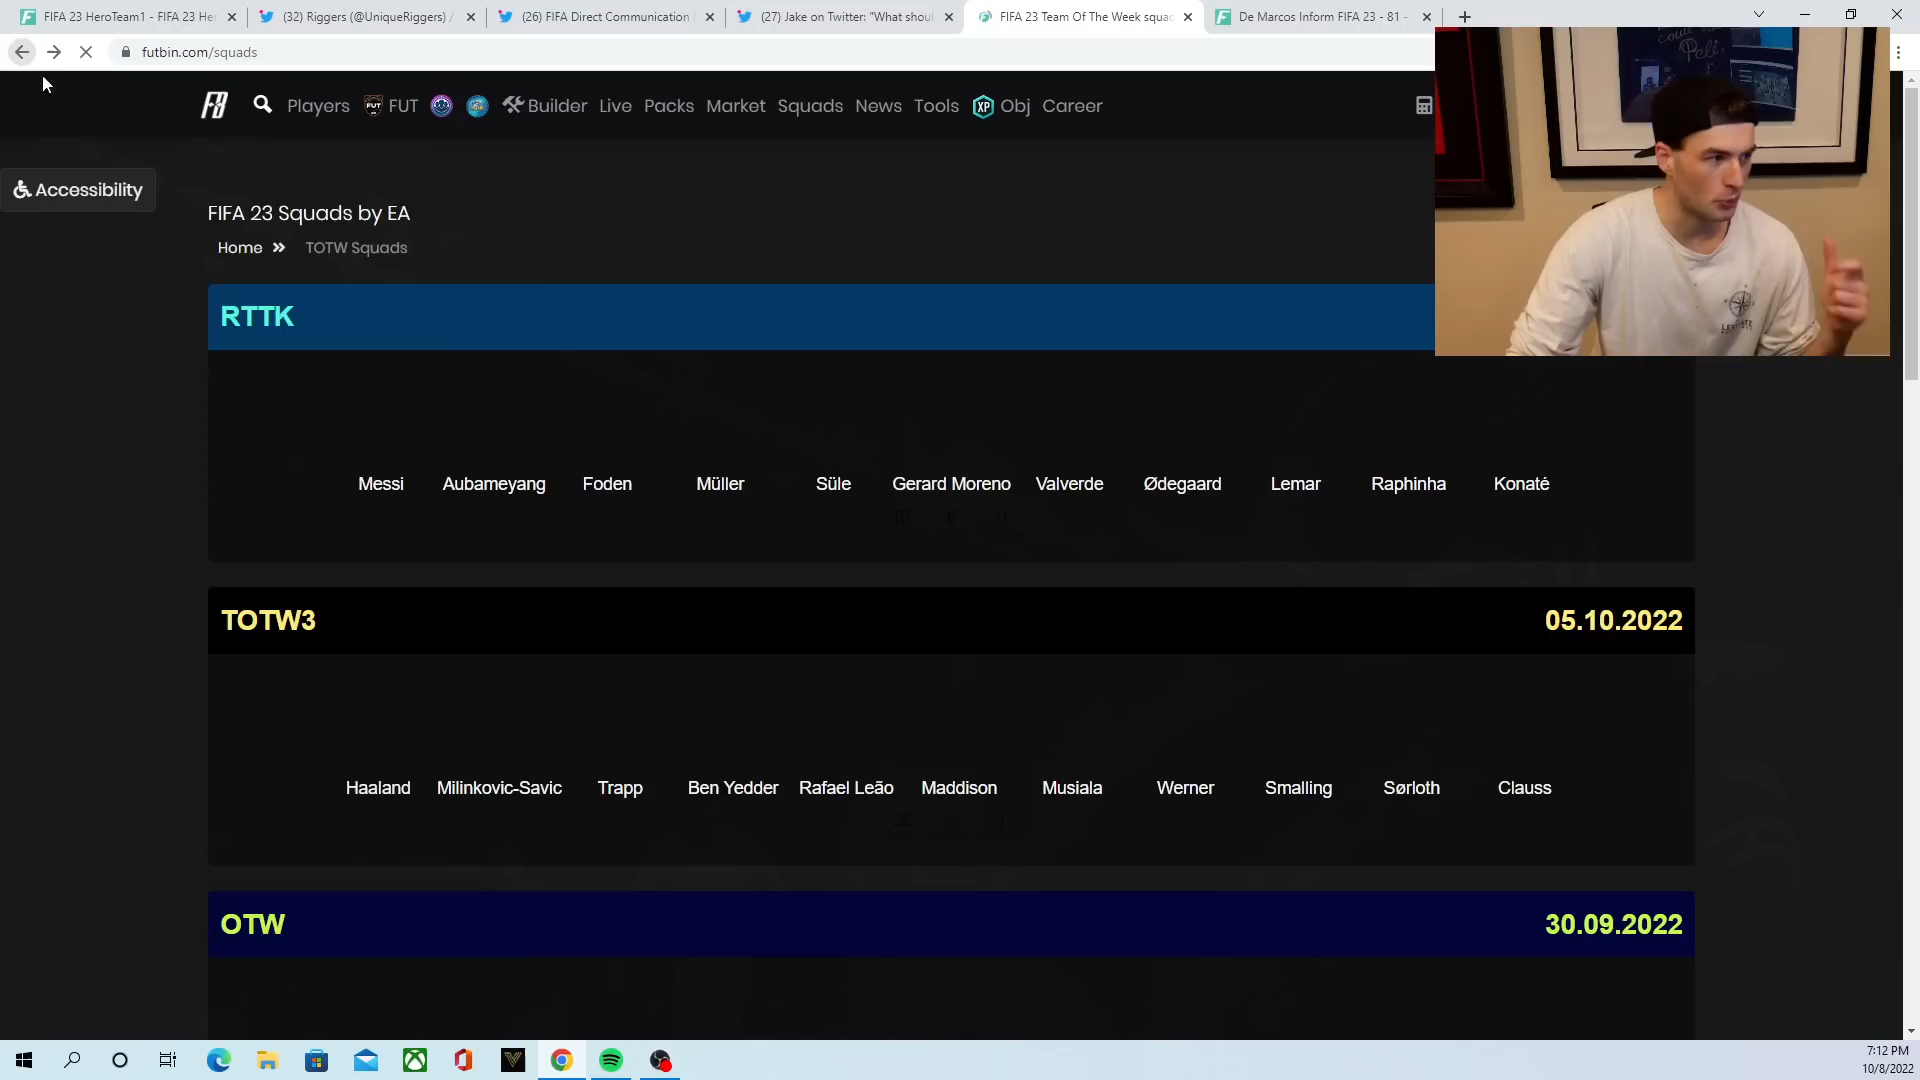 FIFA 23 HeroTeam1 - FIFA 23 Her
(32) Riggers (@UniqueRiggers) /
(26) FIFA Direct Communication
(27) Jake on Twitter: "What shoul
FIFA 23 Team Of The Week squad
De Marcos Inform FIFA 23 - 81 -
futbin.com/squads
Players FUT Builder Live Packs Market Squads News Tools XP Obj Career
Accessibility
FIFA 23 Squads by EA
Home » TOTW Squads
RTTK
Messi Aubameyang Foden Müller Süle Gerard Moreno Valverde Ødegaard Lemar Raphinha Konaté
TOTW3 05.10.2022
Haaland Milinkovic-Savic Trapp Ben Yedder Rafael Leão Maddison Musiala Werner Smalling Sørloth Clauss
OTW 30.09.2022
7:12 PM
10/8/2022